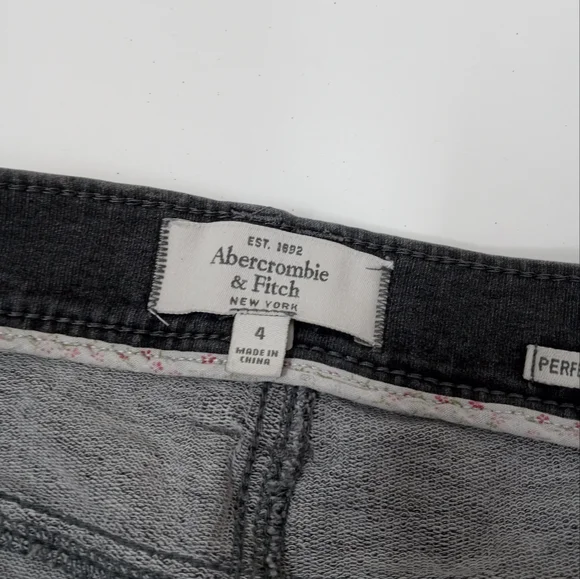 EST. 1892
Abercrombie
& Fitch
NEW YORK
4
MADE IN
CHINA
PERFE